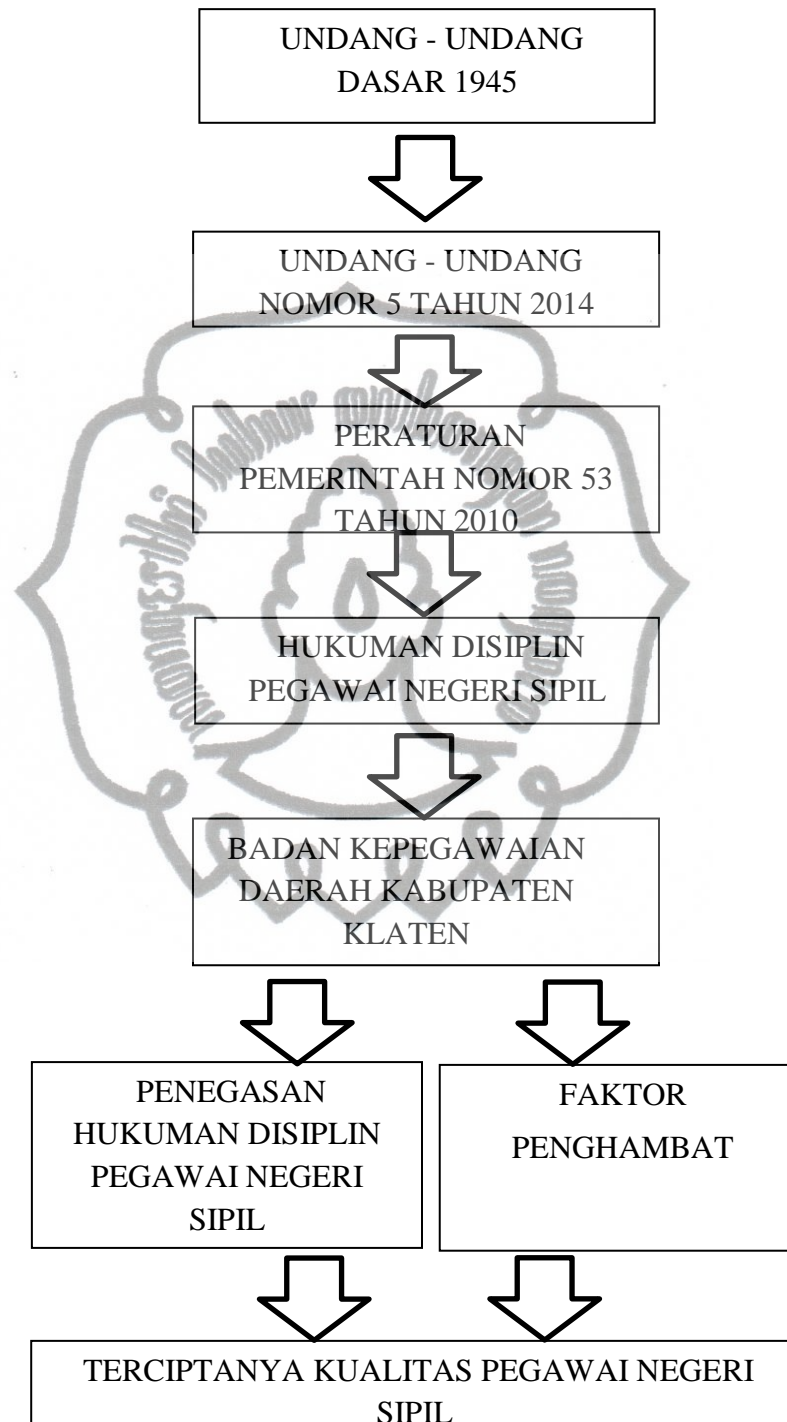 UNDANG - UNDANG
DASAR 1945
UNDANG - UNDANG
NOMOR 5 TAHUN 2014
PERATURAN
PEMERINTAH NOMOR 53
TAHUN 2010
HUKUMAN DISIPLIN
PEGAWAI NEGERI SIPIL
BADAN KEPEGAWAIAN
DAERAH KABUPATEN
KLATEN
PENEGASAN
HUKUMAN DISIPLIN
PEGAWAI NEGERI
SIPIL
FAKTOR
PENGHAMBAT
TERCIPTANYA KUALITAS PEGAWAI NEGERI
SIPIL